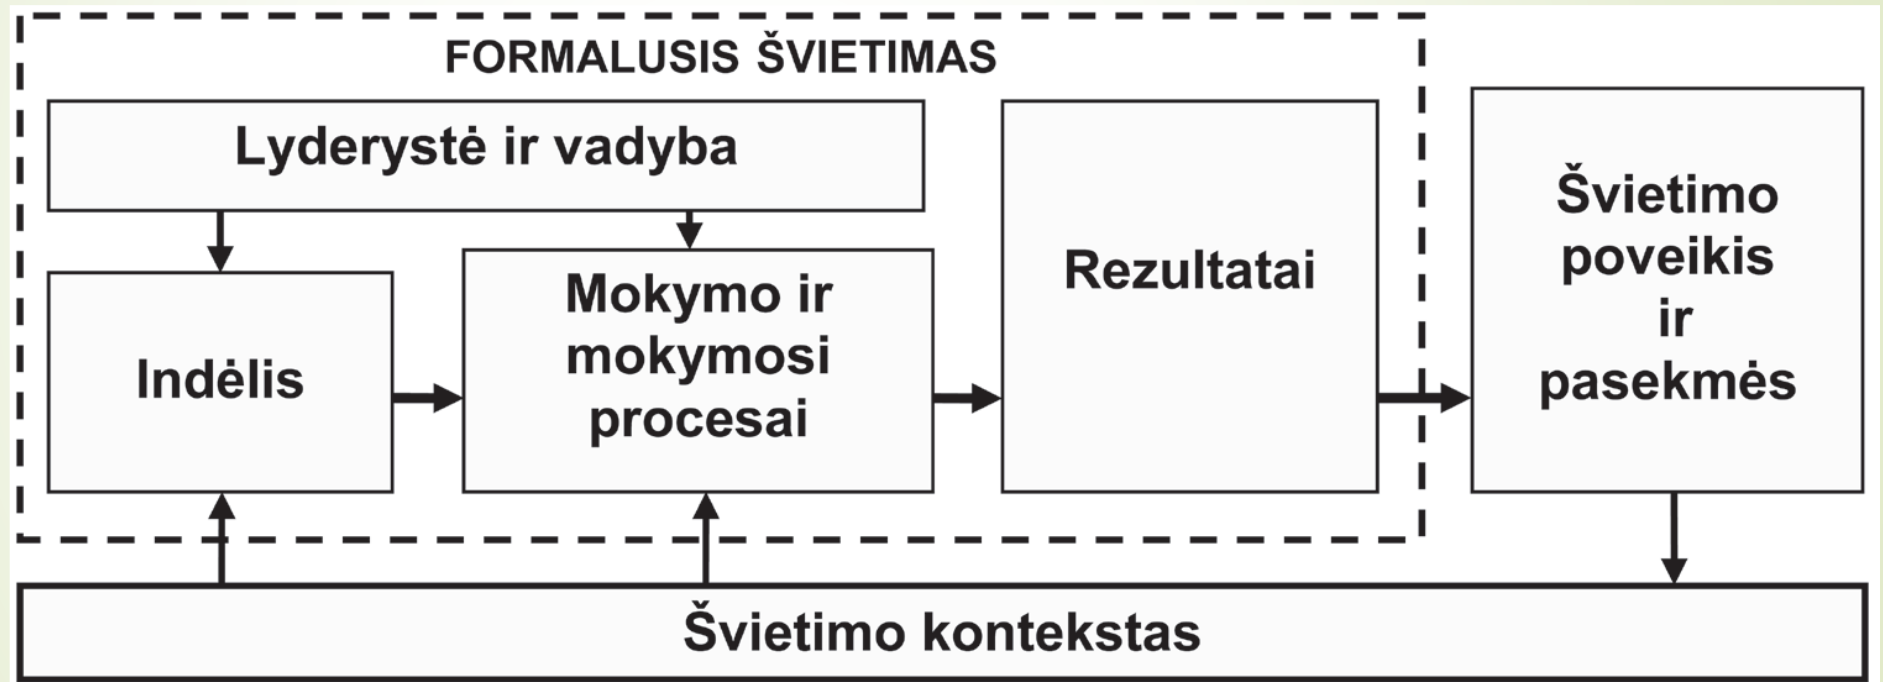 FORMALUSIS ŠVIETIMAS
Lyderystė ir vadyba
Indėlis
Mokymo ir
mokymosi
procesai
Rezultatai
Švietimo
poveikis
ir
pasekmės
Švietimo kontekstas